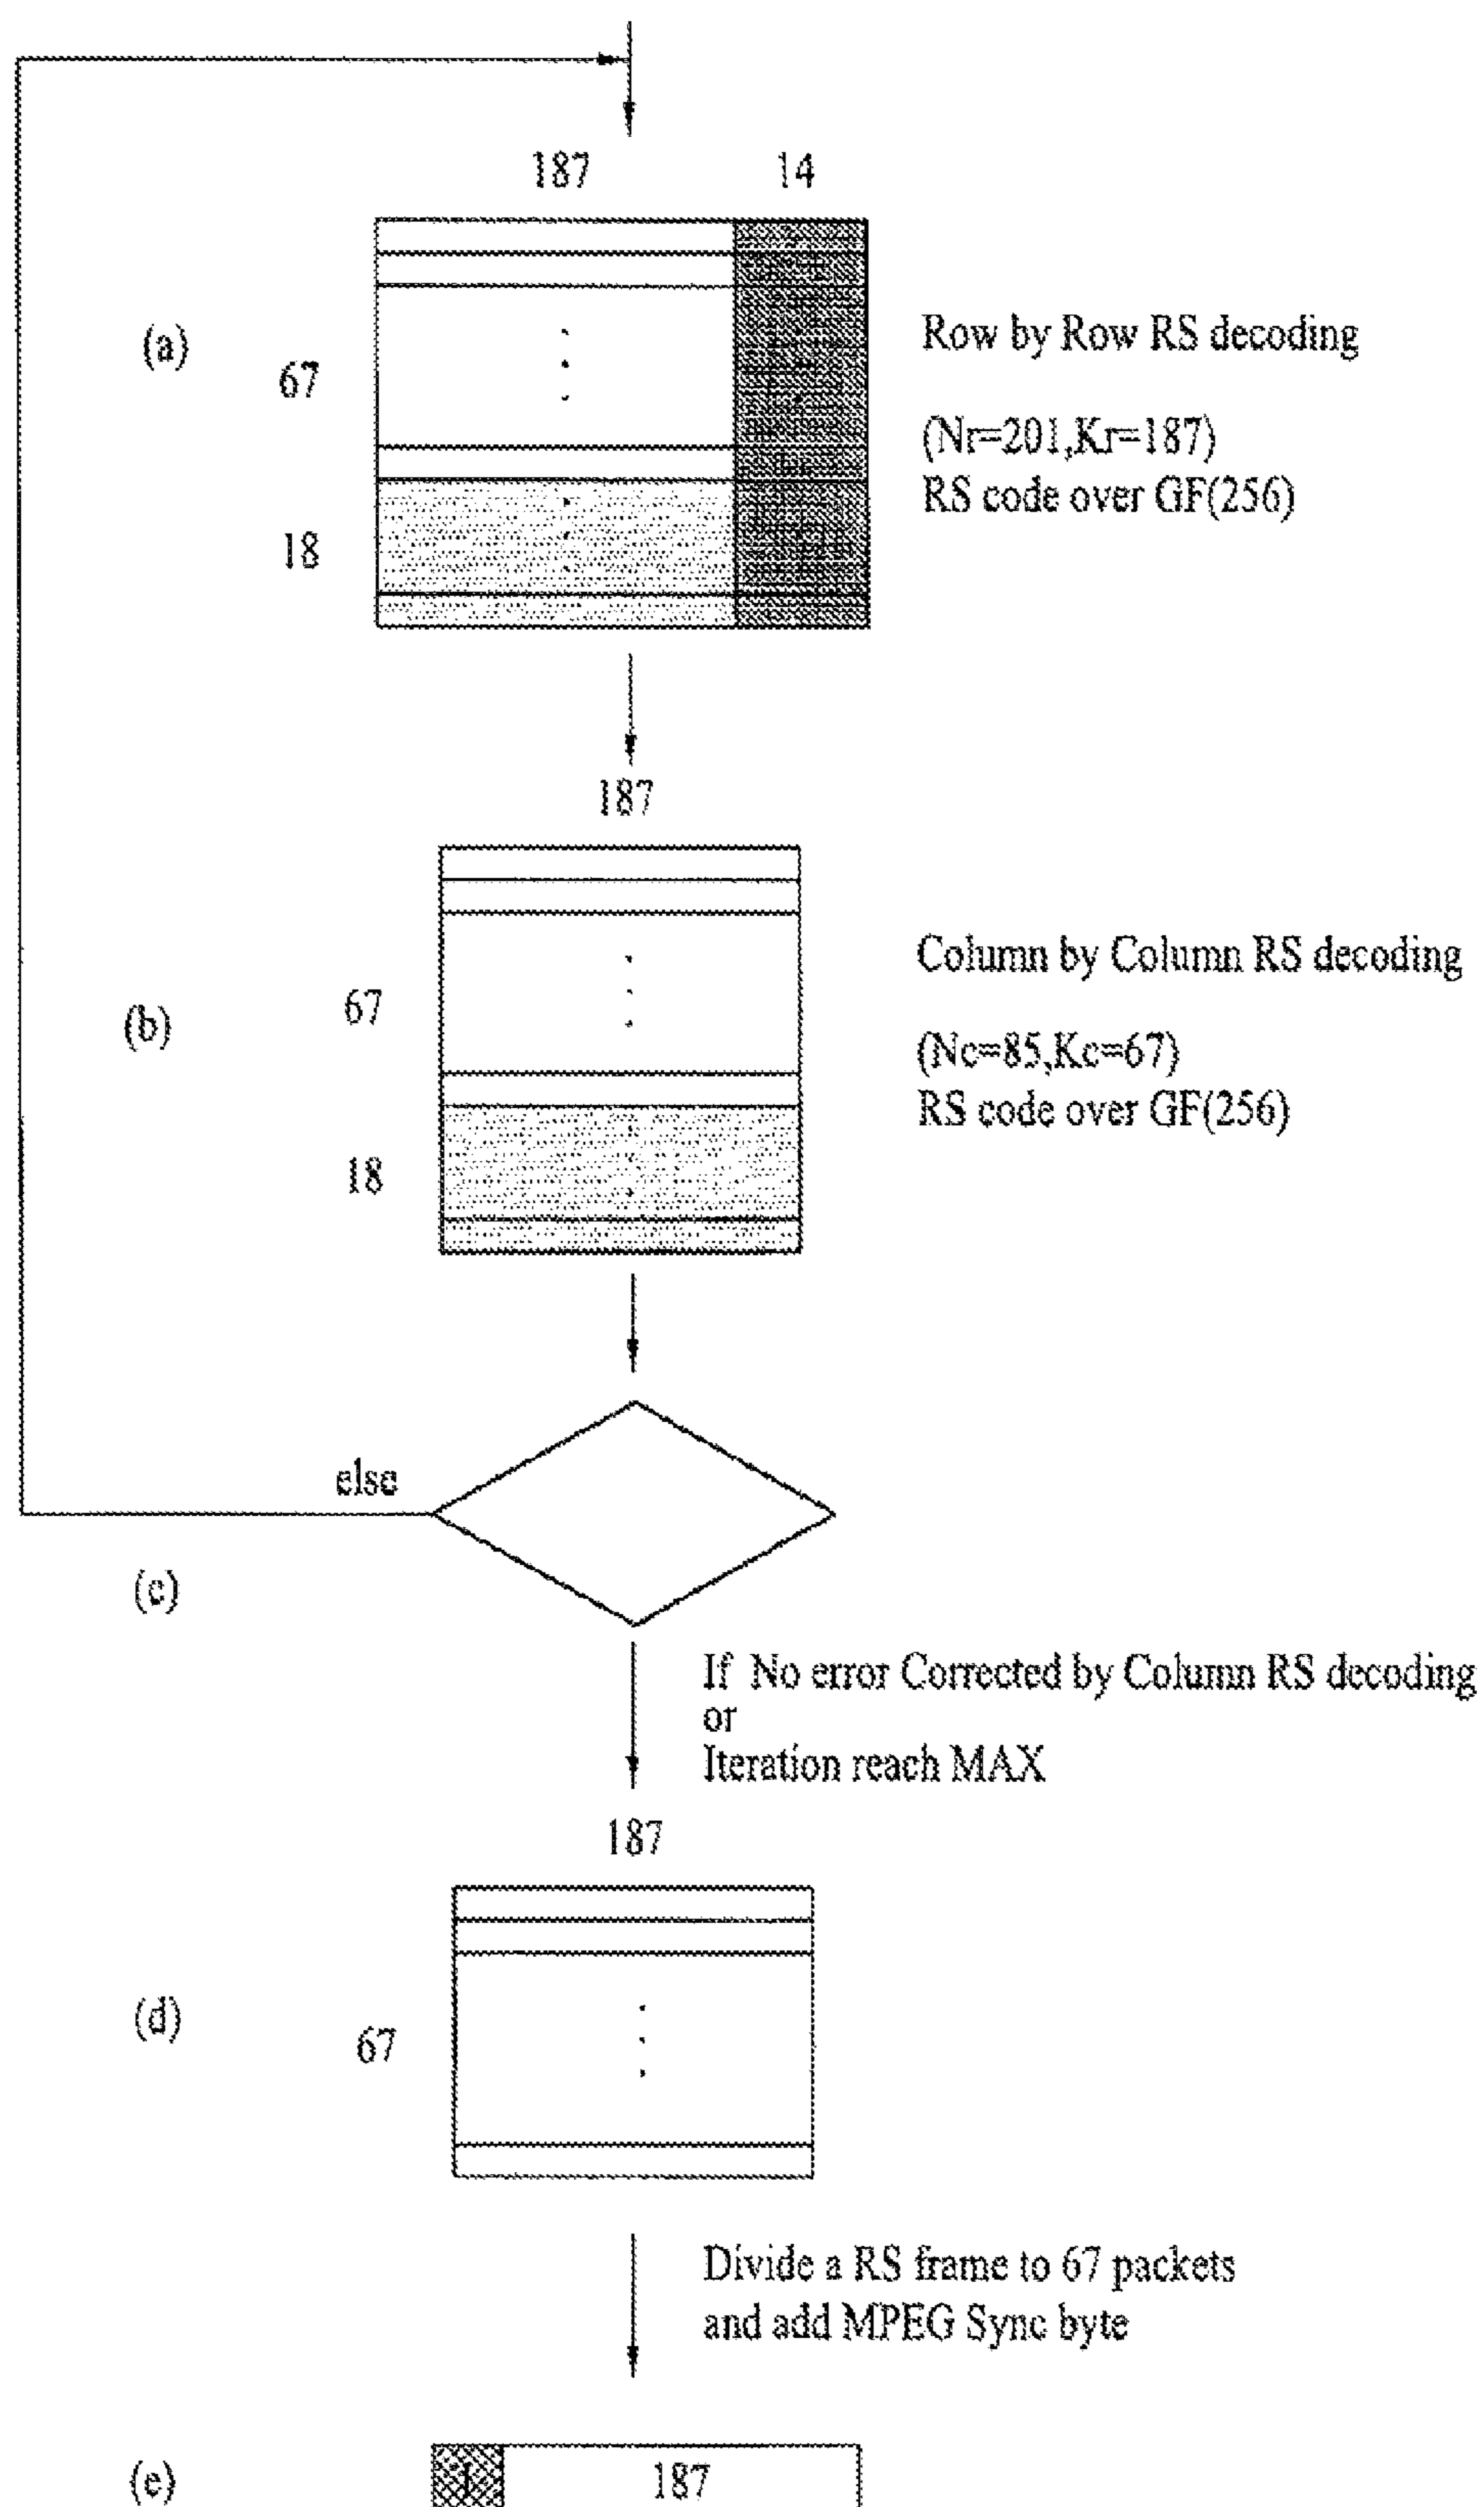 187 14
(a)
67
18
Row by Row RS decoding
(Nr=201,Kr=187)
RS code over GF(256)
187
(b)
67
18
Column by Column RS decoding
(Nc=85,Kc=67)
RS code over GF(256)
else
(c)
If No error Corrected by Column RS decoding
or
Iteration reach MAX
187
(d)
67
Divide a RS frame to 67 packets
and add MPEG Sync byte
(e)
1 187